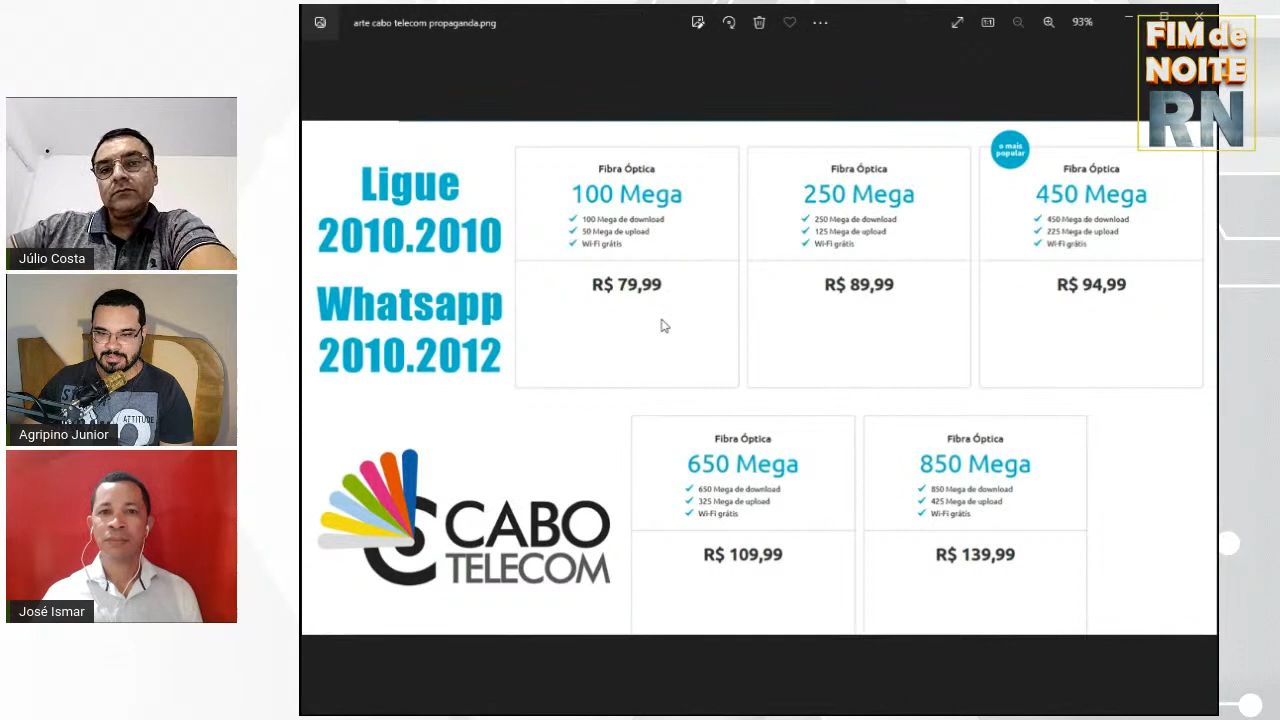 arte cabo telecom propaganda.png
93%
FIM de
NOITE
RN
Júlio Costa
Agripino Junior
ATTITUDE
José Ismar
Ligue
2010.2010
Whatsapp
2010.2012
Fibra Óptica
100 Mega
100 Mega de download
50 Mega de upload
Wi-Fi grátis
R$ 79,99
Fibra Óptica
250 Mega
250 Mega de download
125 Mega de upload
Wi-Fi grátis
R$ 89,99
o mais
popular
Fibra Óptica
450 Mega
450 Mega de download
225 Mega de upload
Wi-Fi grátis
R$ 94,99
CABO
TELECOM
Fibra Óptica
650 Mega
650 Mega de download
325 Mega de upload
Wi-Fi grátis
R$ 109,99
Fibra Óptica
850 Mega
850 Mega de download
425 Mega de upload
Wi-Fi grátis
R$ 139,99